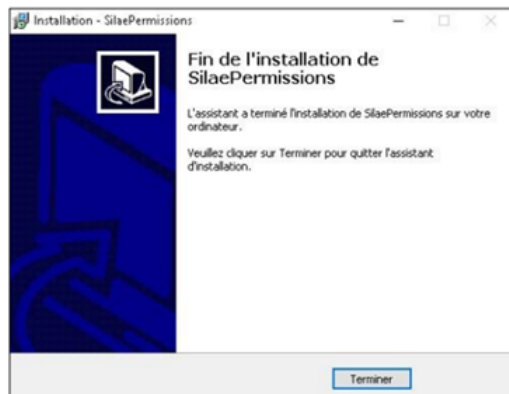 Installation - SilaePermissions
Fin de l'installation de
SilaePermissions
L'assistant a terminé l'installation de SilaePermissions sur votre
ordinateur.
Veuillez cliquer sur Terminer pour quitter l'assistant
d'installation.
Terminer